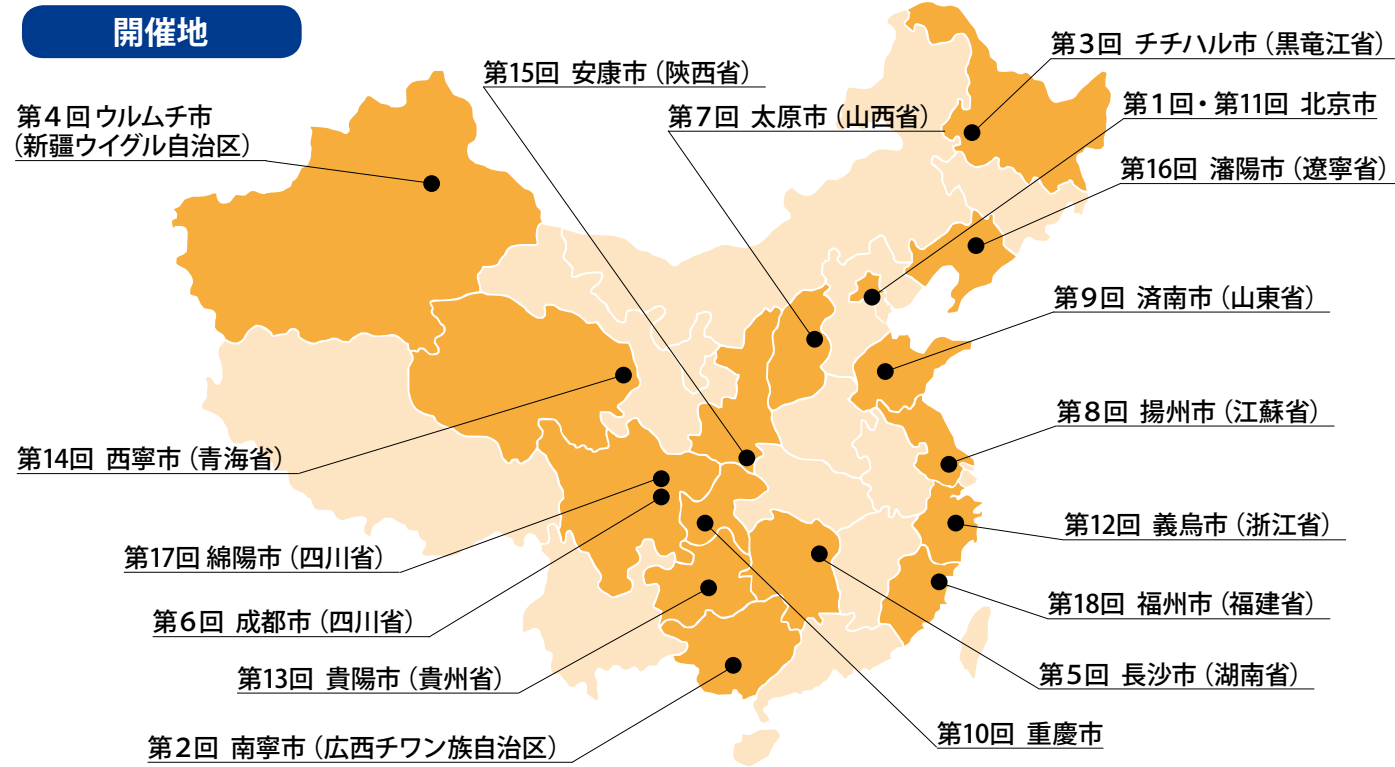 開催地
第15回 安康市（陝西省）
第3回 チチハル市（黒竜江省）
第4回 ウルムチ市
（新疆ウイグル自治区）
第7回 太原市（山西省）
第1回・第11回 北京市
第16回 瀋陽市（遼寧省）
第9回 済南市（山東省）
第8回 揚州市（江蘇省）
第14回 西寧市（青海省）
第12回 義烏市（浙江省）
第17回 綿陽市（四川省）
第18回 福州市（福建省）
第6回 成都市（四川省）
第5回 長沙市（湖南省）
第13回 貴陽市（貴州省）
第10回 重慶市
第2回 南寧市（広西チワン族自治区）